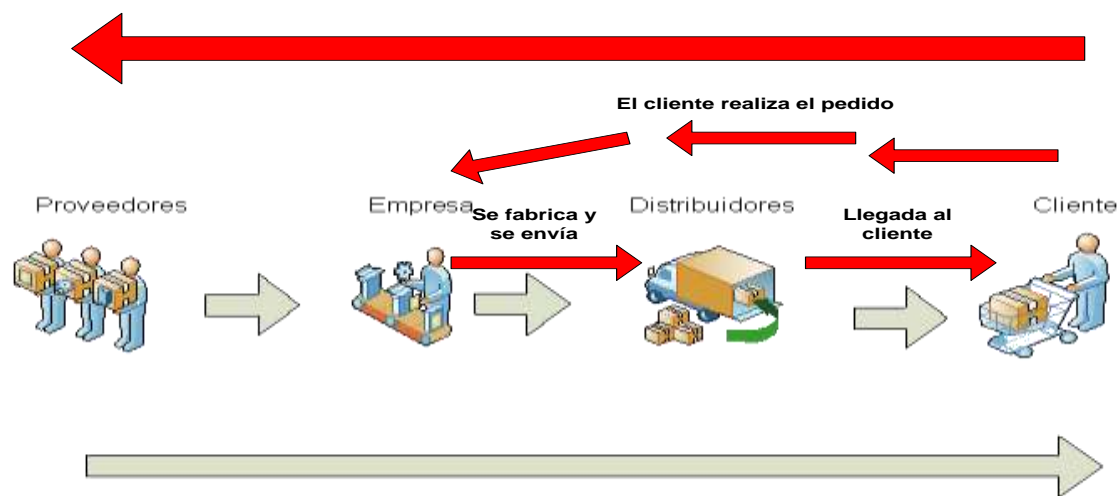 El cliente realiza el pedido
Proveedores
Empresa
Distribuidores
Cliente
Se fabrica y
se envía
Llegada al
cliente